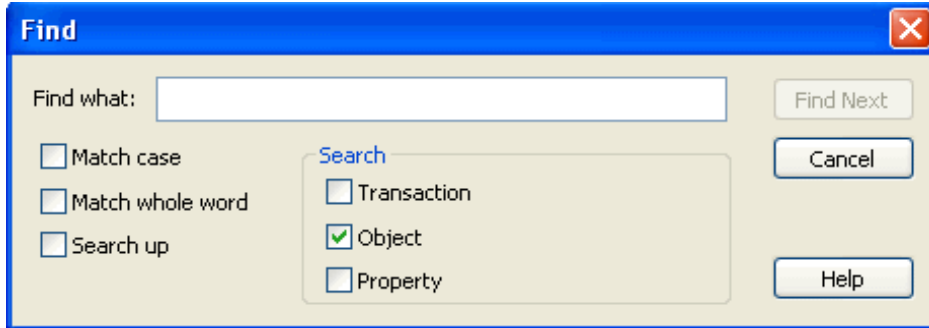 Find
Find what:
Find Next
Match case
Match whole word
Search up
Search
Transaction
Object
Property
Cancel
Help